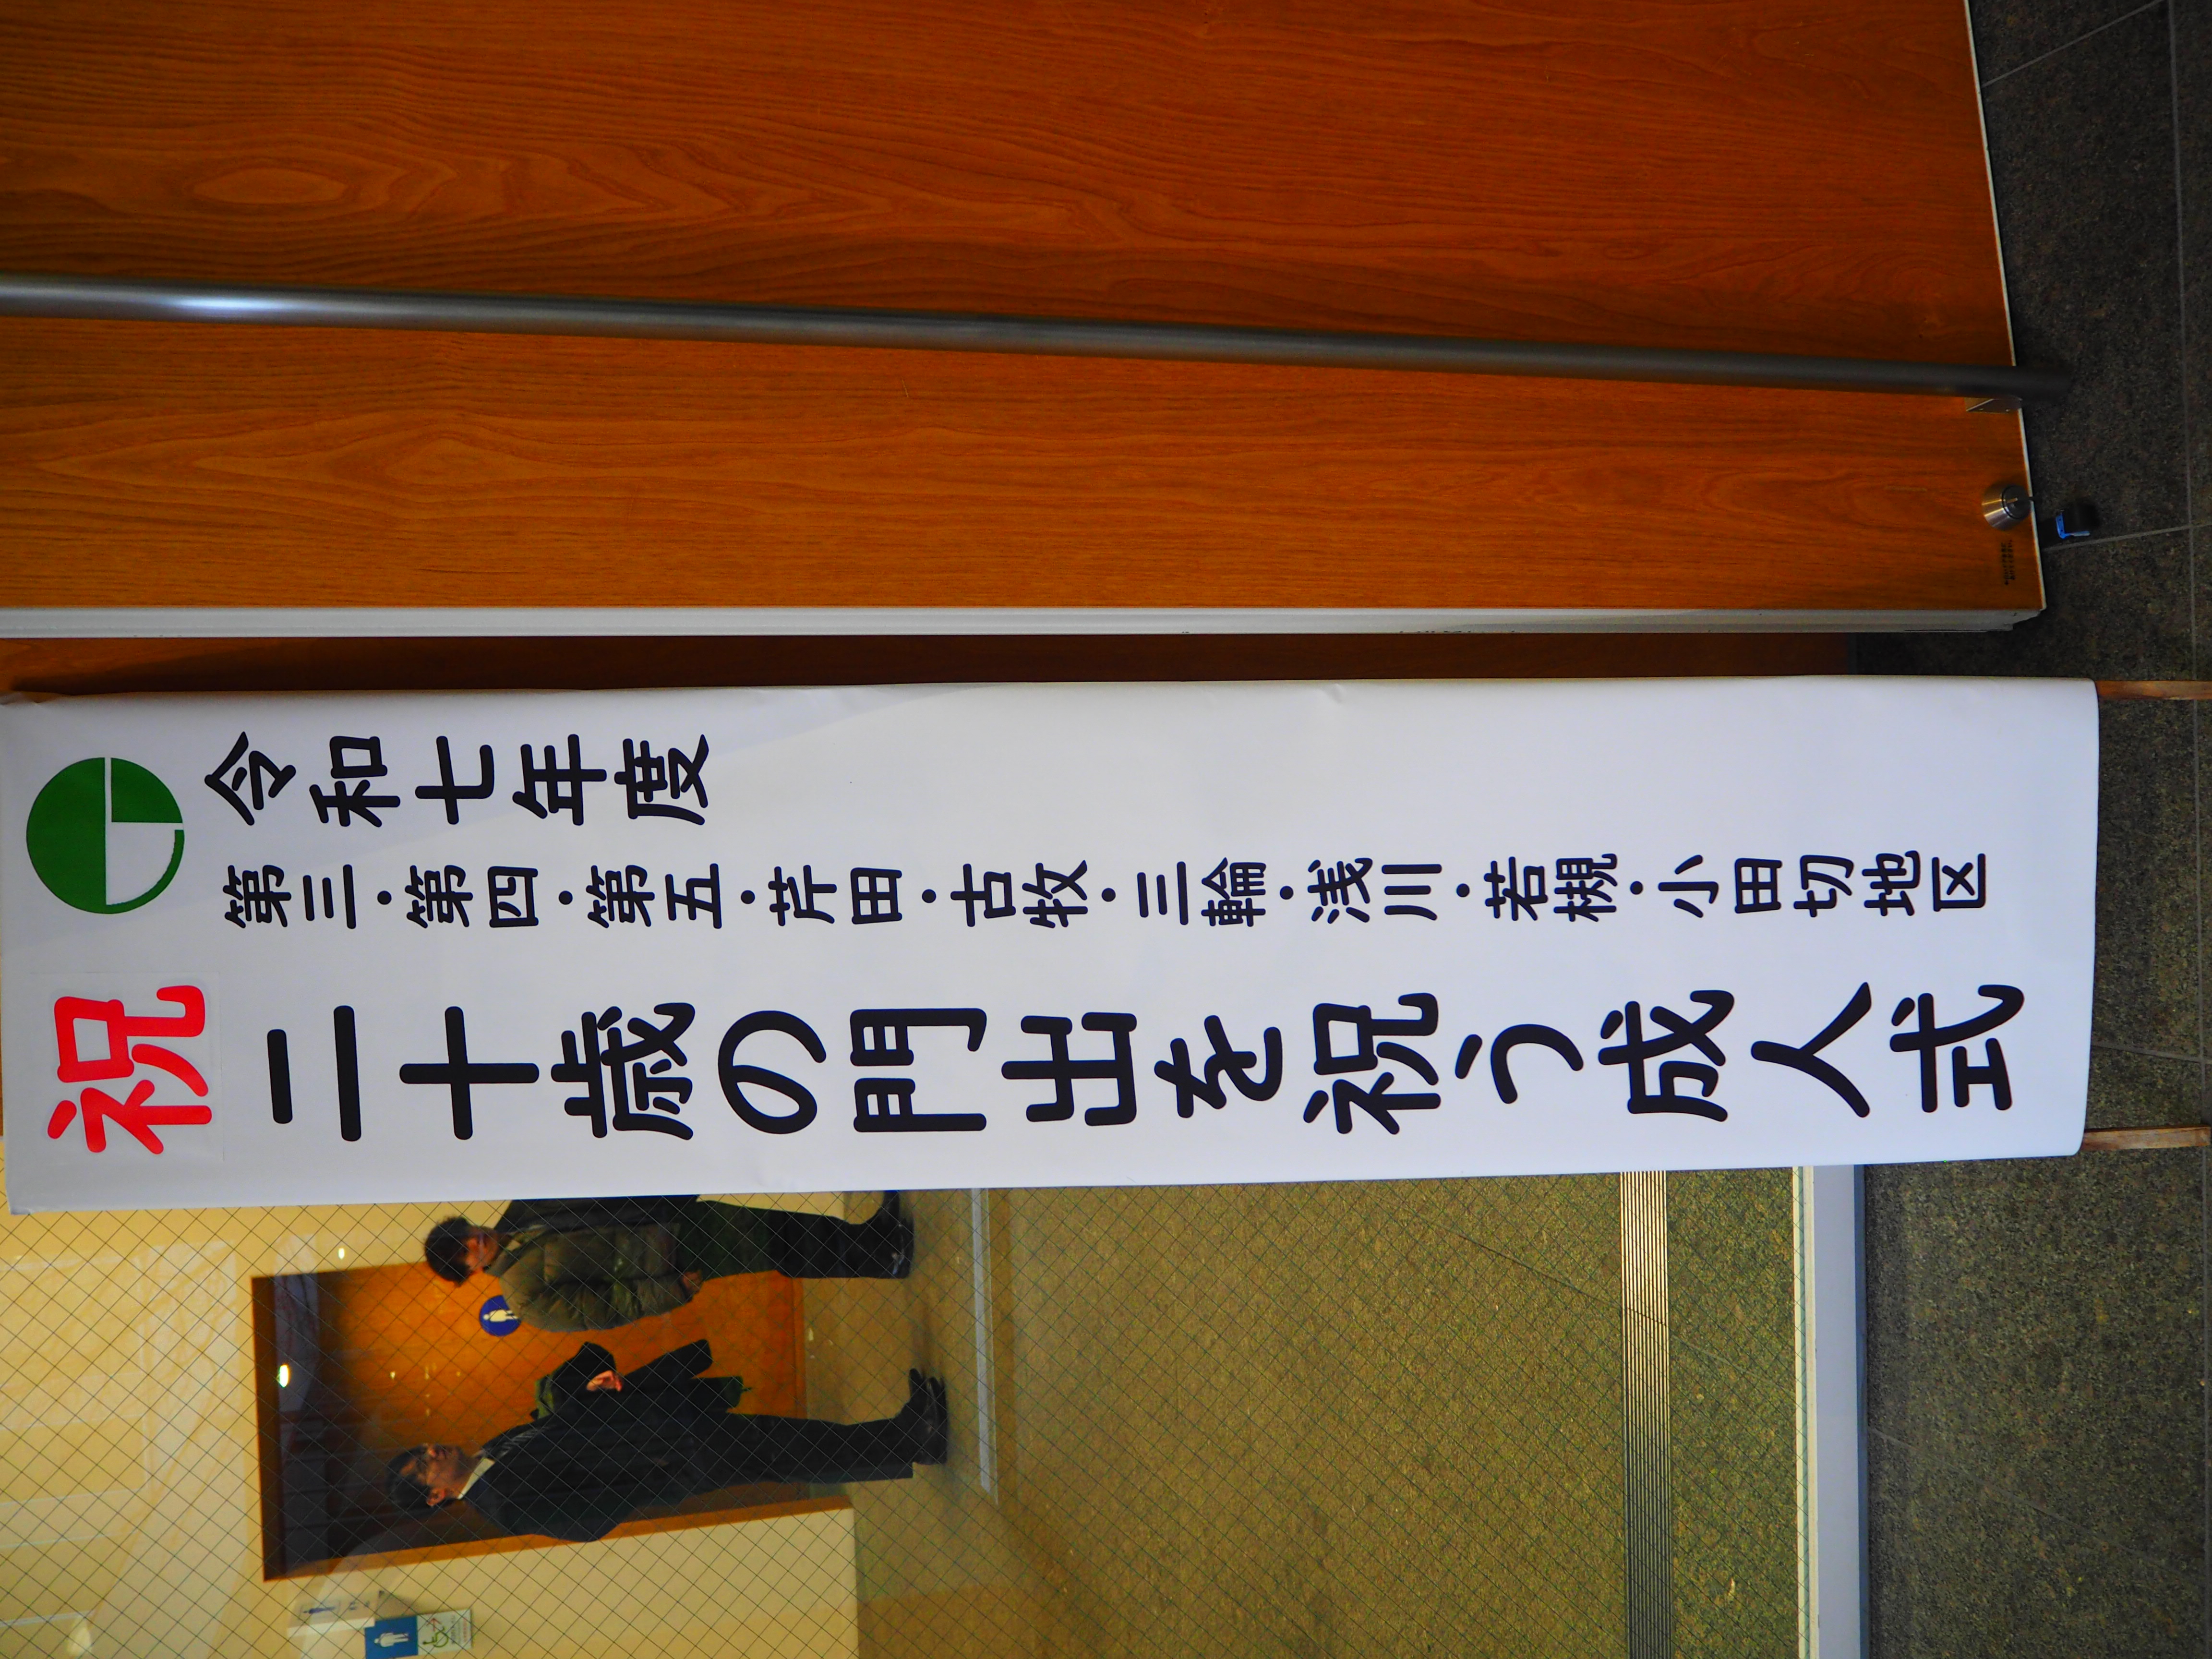 令和七年度
第三・第四・第五・芹田・古牧・三輪・浅川・若槻・小田切地区
祝
二十歳の門出を祝う成人式